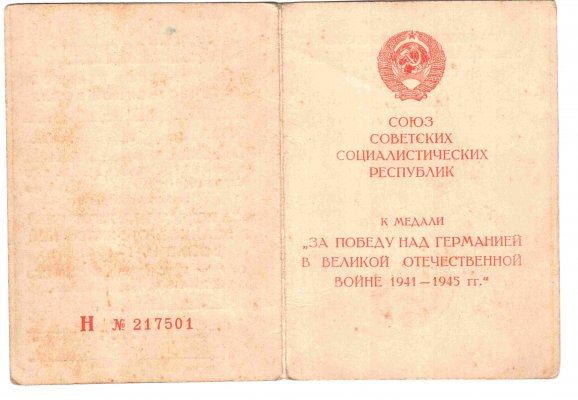 Н № 217501
СОЮЗ
СОВЕТСКИХ
СОЦИАЛИСТИЧЕСКИХ
РЕСПУБЛИК
К МЕДАЛИ
„ЗА ПОБЕДУ НАД ГЕРМАНИЕЙ
В ВЕЛИКОЙ ОТЕЧЕСТВЕННОЙ
ВОЙНЕ 1941 — 1945 гг.“